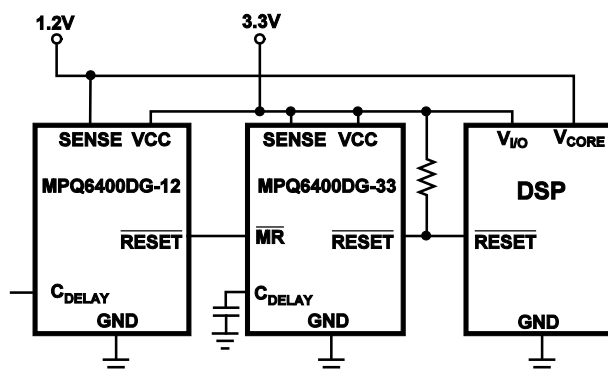 1.2V
3.3V
SENSE VCC
MPQ6400DG-12
RESET
CDELAY
GND
SENSE VCC
MPQ6400DG-33
MR
RESET
CDELAY
GND
VI/O
VCORE
DSP
RESET
GND